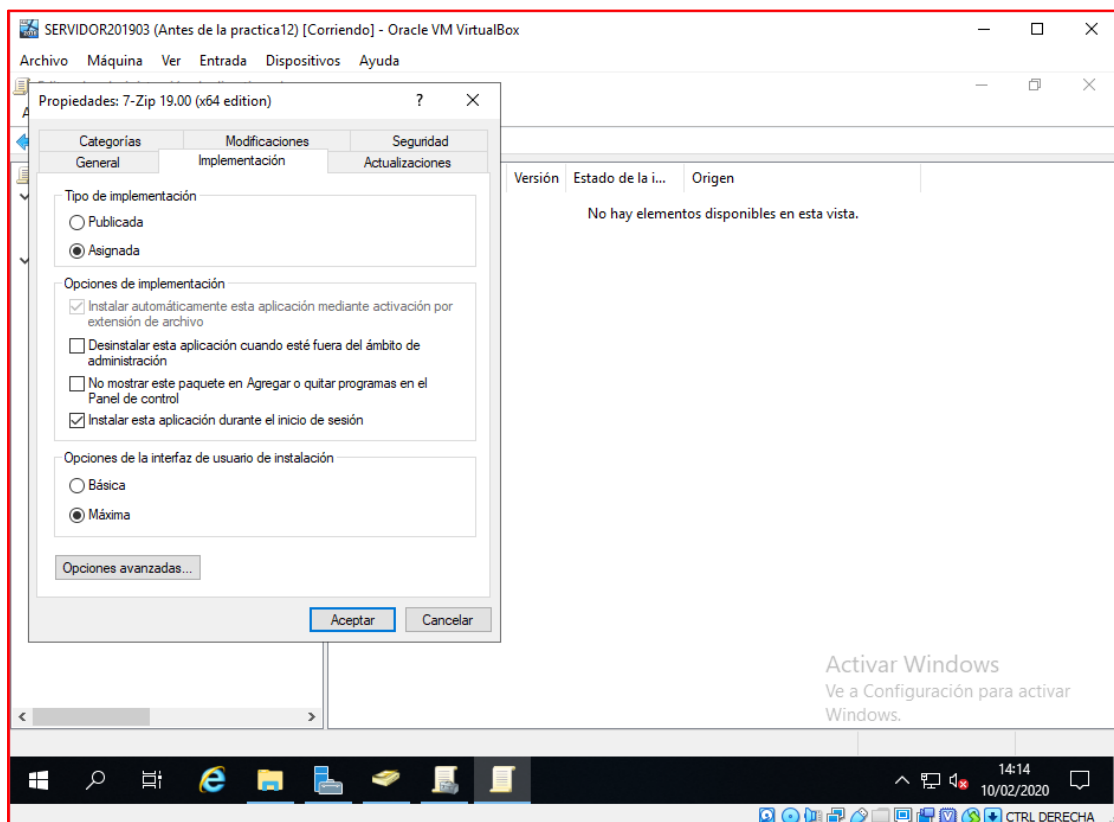 SERVIDOR201903 (Antes de la practica12) [Corriendo] - Oracle VM VirtualBox
Archivo Máquina Ver Entrada Dispositivos Ayuda
Propiedades: 7-Zip 19.00 (x64 edition)
Categorías Modificaciones Seguridad
General Implementación Actualizaciones
Tipo de implementación
Publicada
Asignada
Opciones de implementación
Instalar automáticamente esta aplicación mediante activación por
extensión de archivo
Desinstalar esta aplicación cuando esté fuera del ámbito de
administración
No mostrar este paquete en Agregar o quitar programas en el
Panel de control
Instalar esta aplicación durante el inicio de sesión
Opciones de la interfaz de usuario de instalación
Básica
Máxima
Opciones avanzadas...
Aceptar Cancelar
Versión Estado de la i... Origen
No hay elementos disponibles en esta vista.
Activar Windows
Ve a Configuración para activar
Windows.
14:14
10/02/2020
CTRL DERECHA